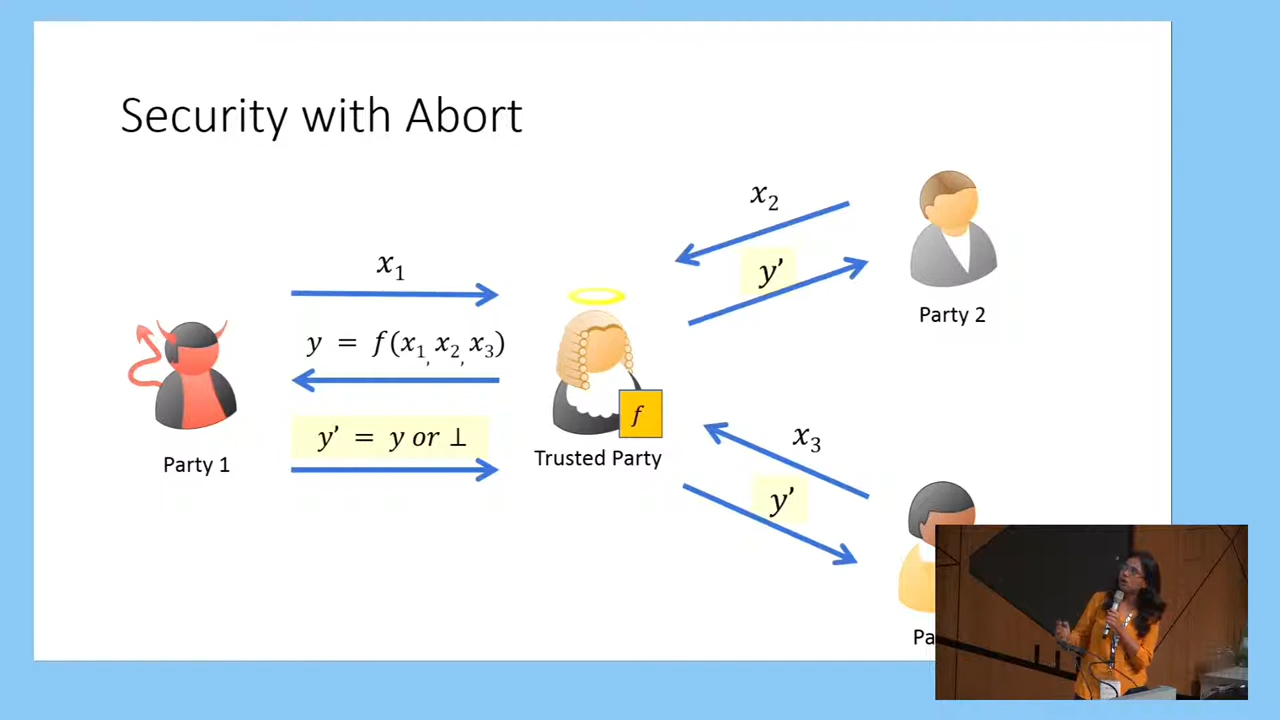 Security with Abort
x₂
x₁
y'
y = f(x₁, x₂, x₃)
Party 2
f
y' = y or ⊥
x₃
Trusted Party
Party 1
y'
Pa